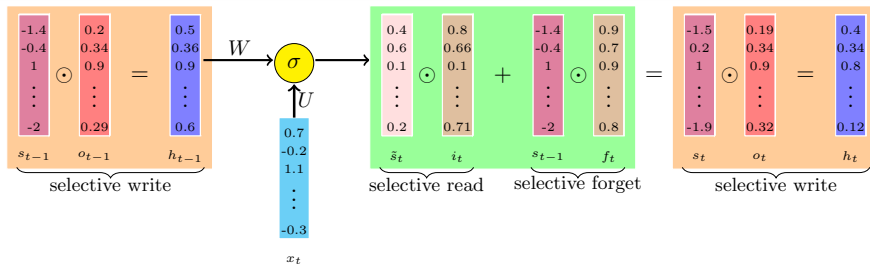 -1.4 0.2 0.5 0.4 0.8 -1.4 0.9 -1.5 0.19 0.4
-0.4 0.34 0.36 W σ 0.6 0.66 -0.4 0.7 0.2 0.34 0.34
1 ⊙ 0.9 = 0.9 0.1 ⊙ 0.1 + 1 ⊙ 0.9 = 1 ⊙ 0.9 = 0.8
⋮ ⋮ ⋮ U ⋮ ⋮ ⋮ ⋮ ⋮ ⋮ ⋮
-2 0.29 0.6 0.2 0.71 -2 0.8 -1.9 0.32 0.12
s_{t−1} o_{t−1} h_{t−1} s̃_t i_t s_{t−1} f_t s_t o_t h_t
selective write selective read selective forget selective write
0.7
-0.2
1.1
⋮
-0.3
x_t